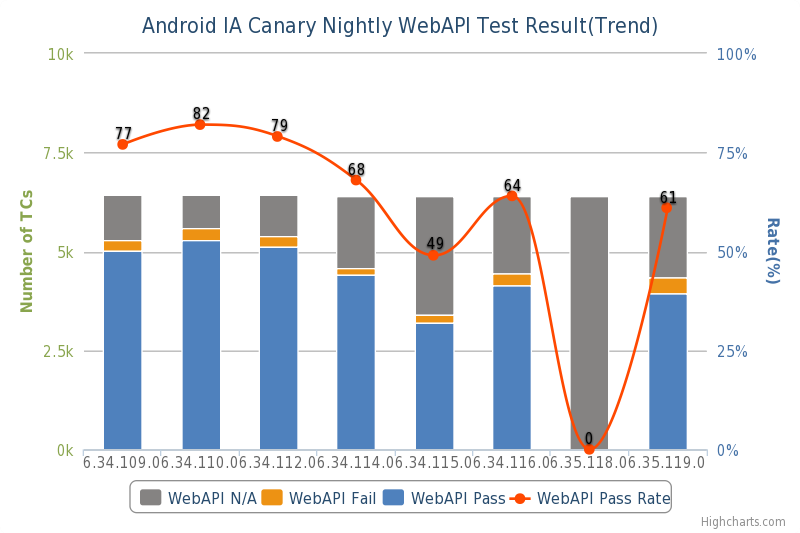 Android IA Canary Nightly WebAPI Test Result(Trend)
10k
7.5k
5k
2.5k
0k
Number of TCs
100%
75%
50%
25%
0%
Rate(%)
77
82
79
68
49
64
0
61
6.34.109.0 6.34.110.0 6.34.112.0 6.34.114.0 6.34.115.0 6.34.116.0 6.35.118.0 6.35.119.0
WebAPI N/A WebAPI Fail WebAPI Pass WebAPI Pass Rate
Highcharts.com